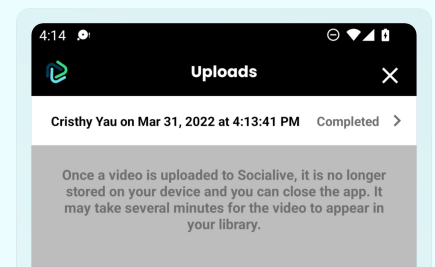 4:14
Uploads
Cristhy Yau on Mar 31, 2022 at 4:13:41 PM Completed
Once a video is uploaded to Socialive, it is no longer
stored on your device and you can close the app. It
may take several minutes for the video to appear in
your library.